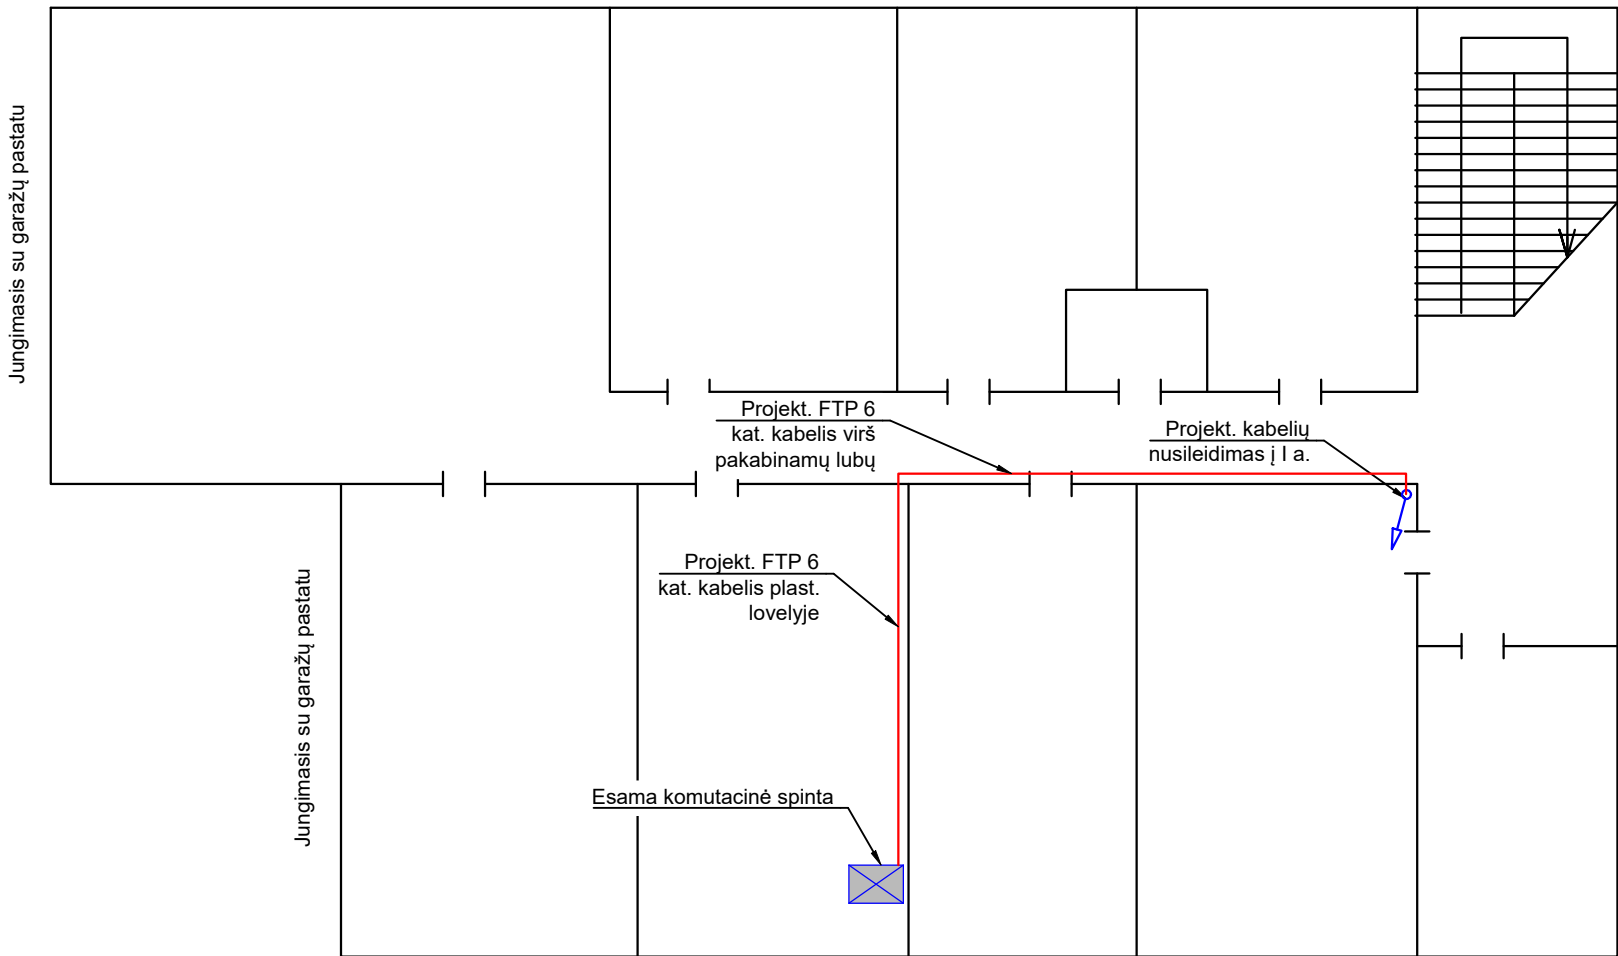 Jungimasis su garažų pastatu
Projekt. FTP 6
kat. kabelis virš
pakabinamų lubų
Projekt. kabelių
nusileidimas į I a.
Projekt. FTP 6
kat. kabelis plast.
lovelyje
Jungimasis su garažų pastatu
Esama komutacinė spinta